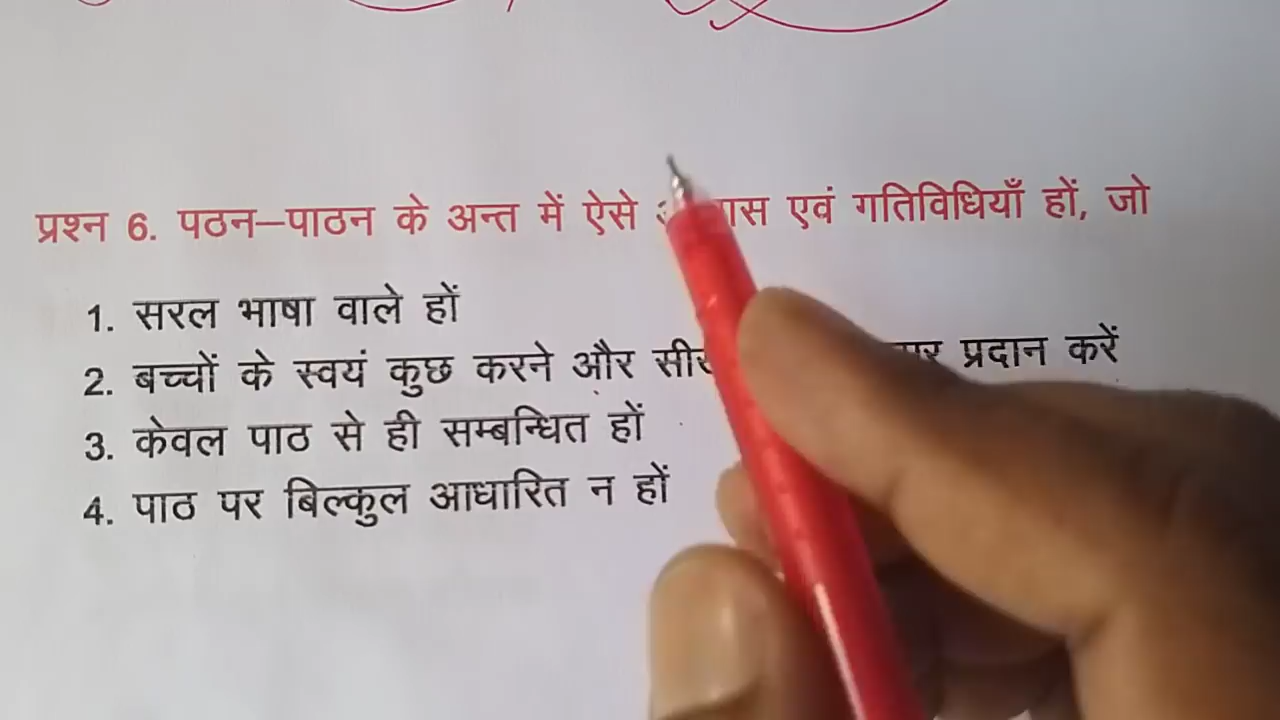 प्रश्न 6. पठन–पाठन के अन्त में ऐसे एवं गतिविधियाँ हों, जो
1. सरल भाषा वाले हों
2. बच्चों के स्वयं कुछ करने और प्रदान करें
3. केवल पाठ से ही सम्बन्धित हों
4. पाठ पर बिल्कुल आधारित न हों